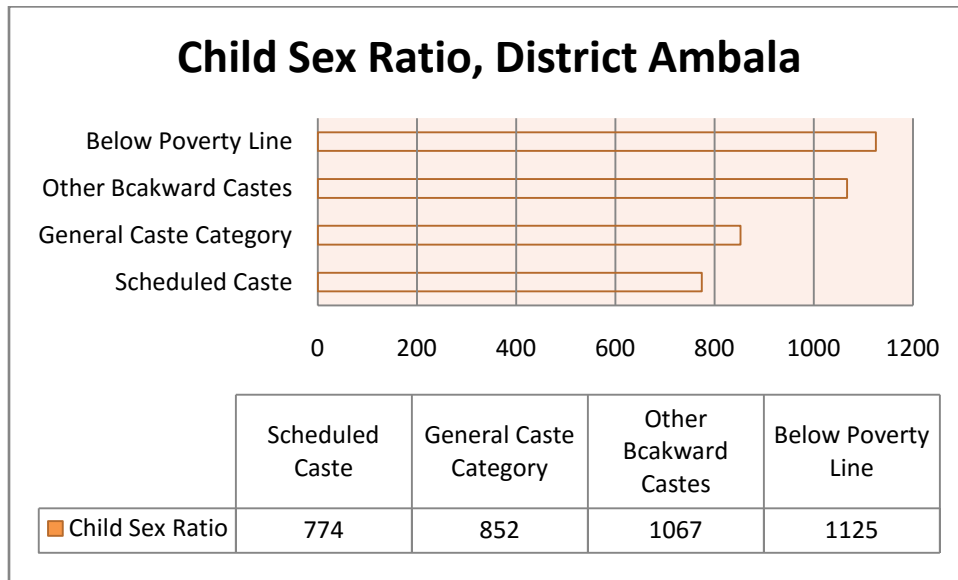 Child Sex Ratio, District Ambala
Below Poverty Line
Other Bcakward Castes
General Caste Category
Scheduled Caste
0 200 400 600 800 1000 1200
Scheduled
Caste
General Caste
Category
Other
Bcakward
Castes
Below Poverty
Line
Child Sex Ratio 774 852 1067 1125